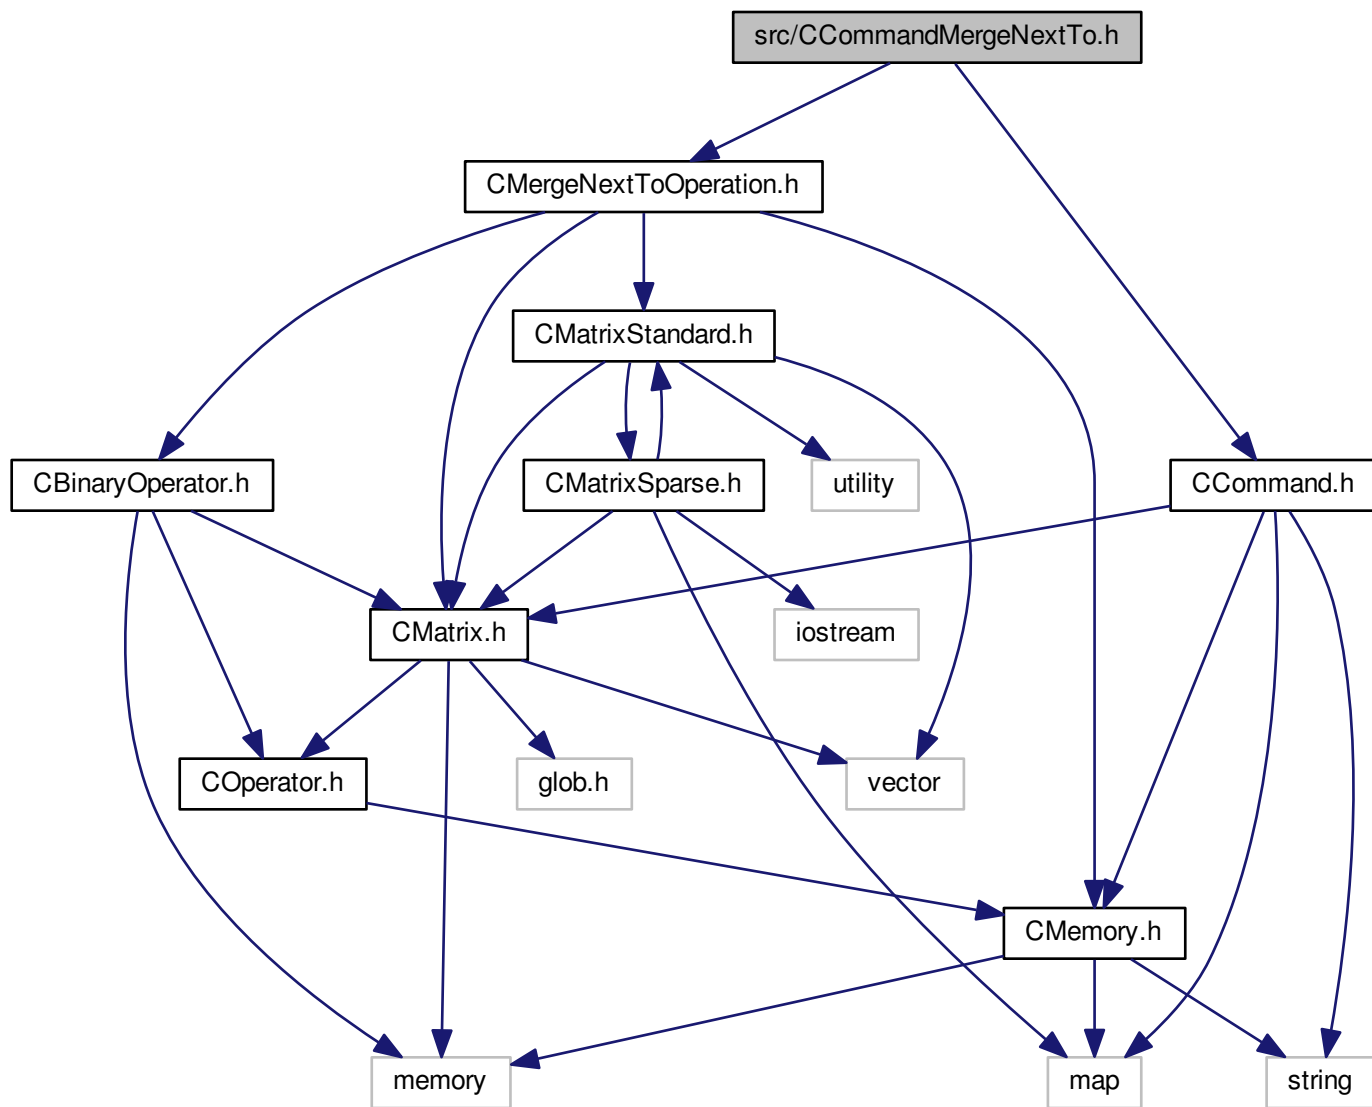 src/CCommandMergeNextTo.h
CMergeNextToOperation.h
CMatrixStandard.h
CBinaryOperator.h
CMatrixSparse.h
utility
CCommand.h
CMatrix.h
iostream
COperator.h
glob.h
vector
CMemory.h
memory
map
string